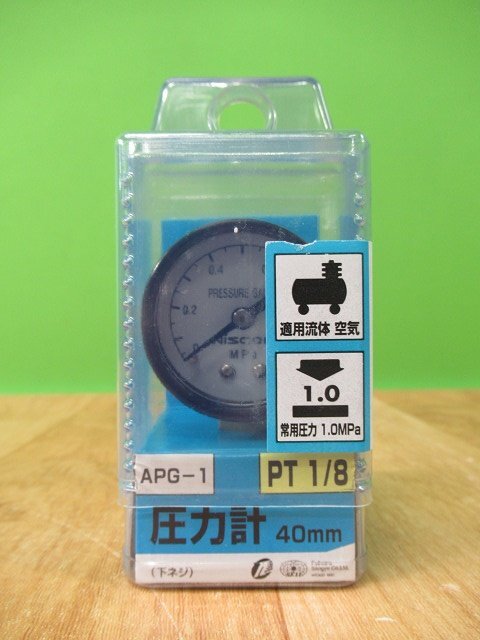 0.4
PRESSURE GA
0.2
0
MPa
適用流体 空気
1.0
常用圧力 1.0MPa
APG-1
PT 1/8
圧力計 40mm
(下ネジ)